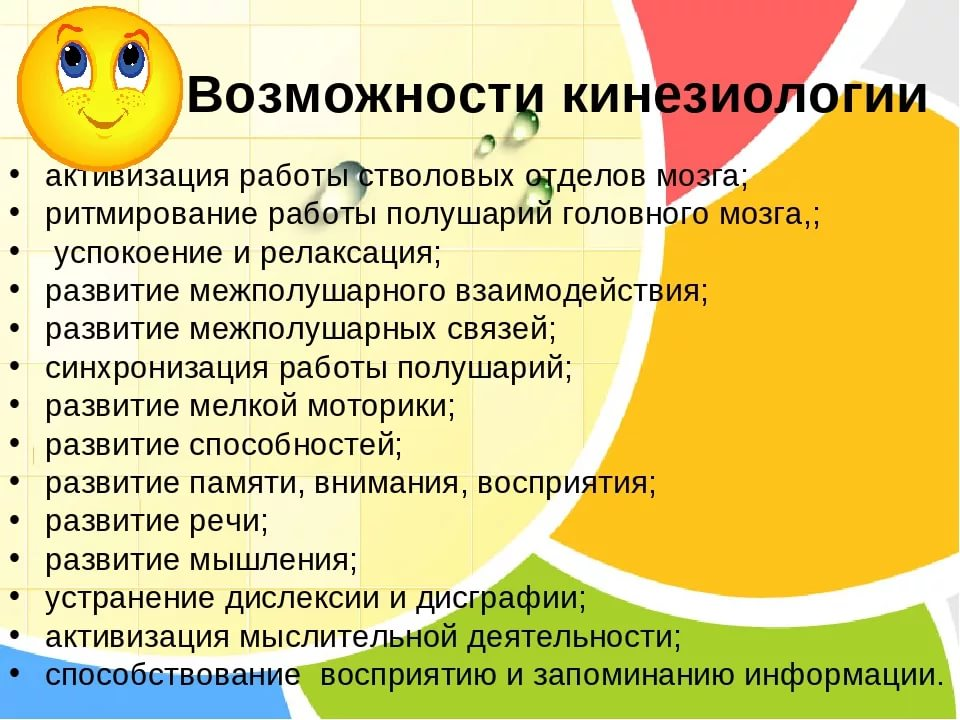 Возможности кинезиологии
• активизация работы стволовых отделов мозга;
• ритмирование работы полушарий головного мозга,;
• успокоение и релаксация;
• развитие межполушарного взаимодействия;
• развитие межполушарных связей;
• синхронизация работы полушарий;
• развитие мелкой моторики;
• развитие способностей;
• развитие памяти, внимания, восприятия;
• развитие речи;
• развитие мышления;
• устранение дислексии и дисграфии;
• активизация мыслительной деятельности;
• способствование  восприятию и запоминанию информации.